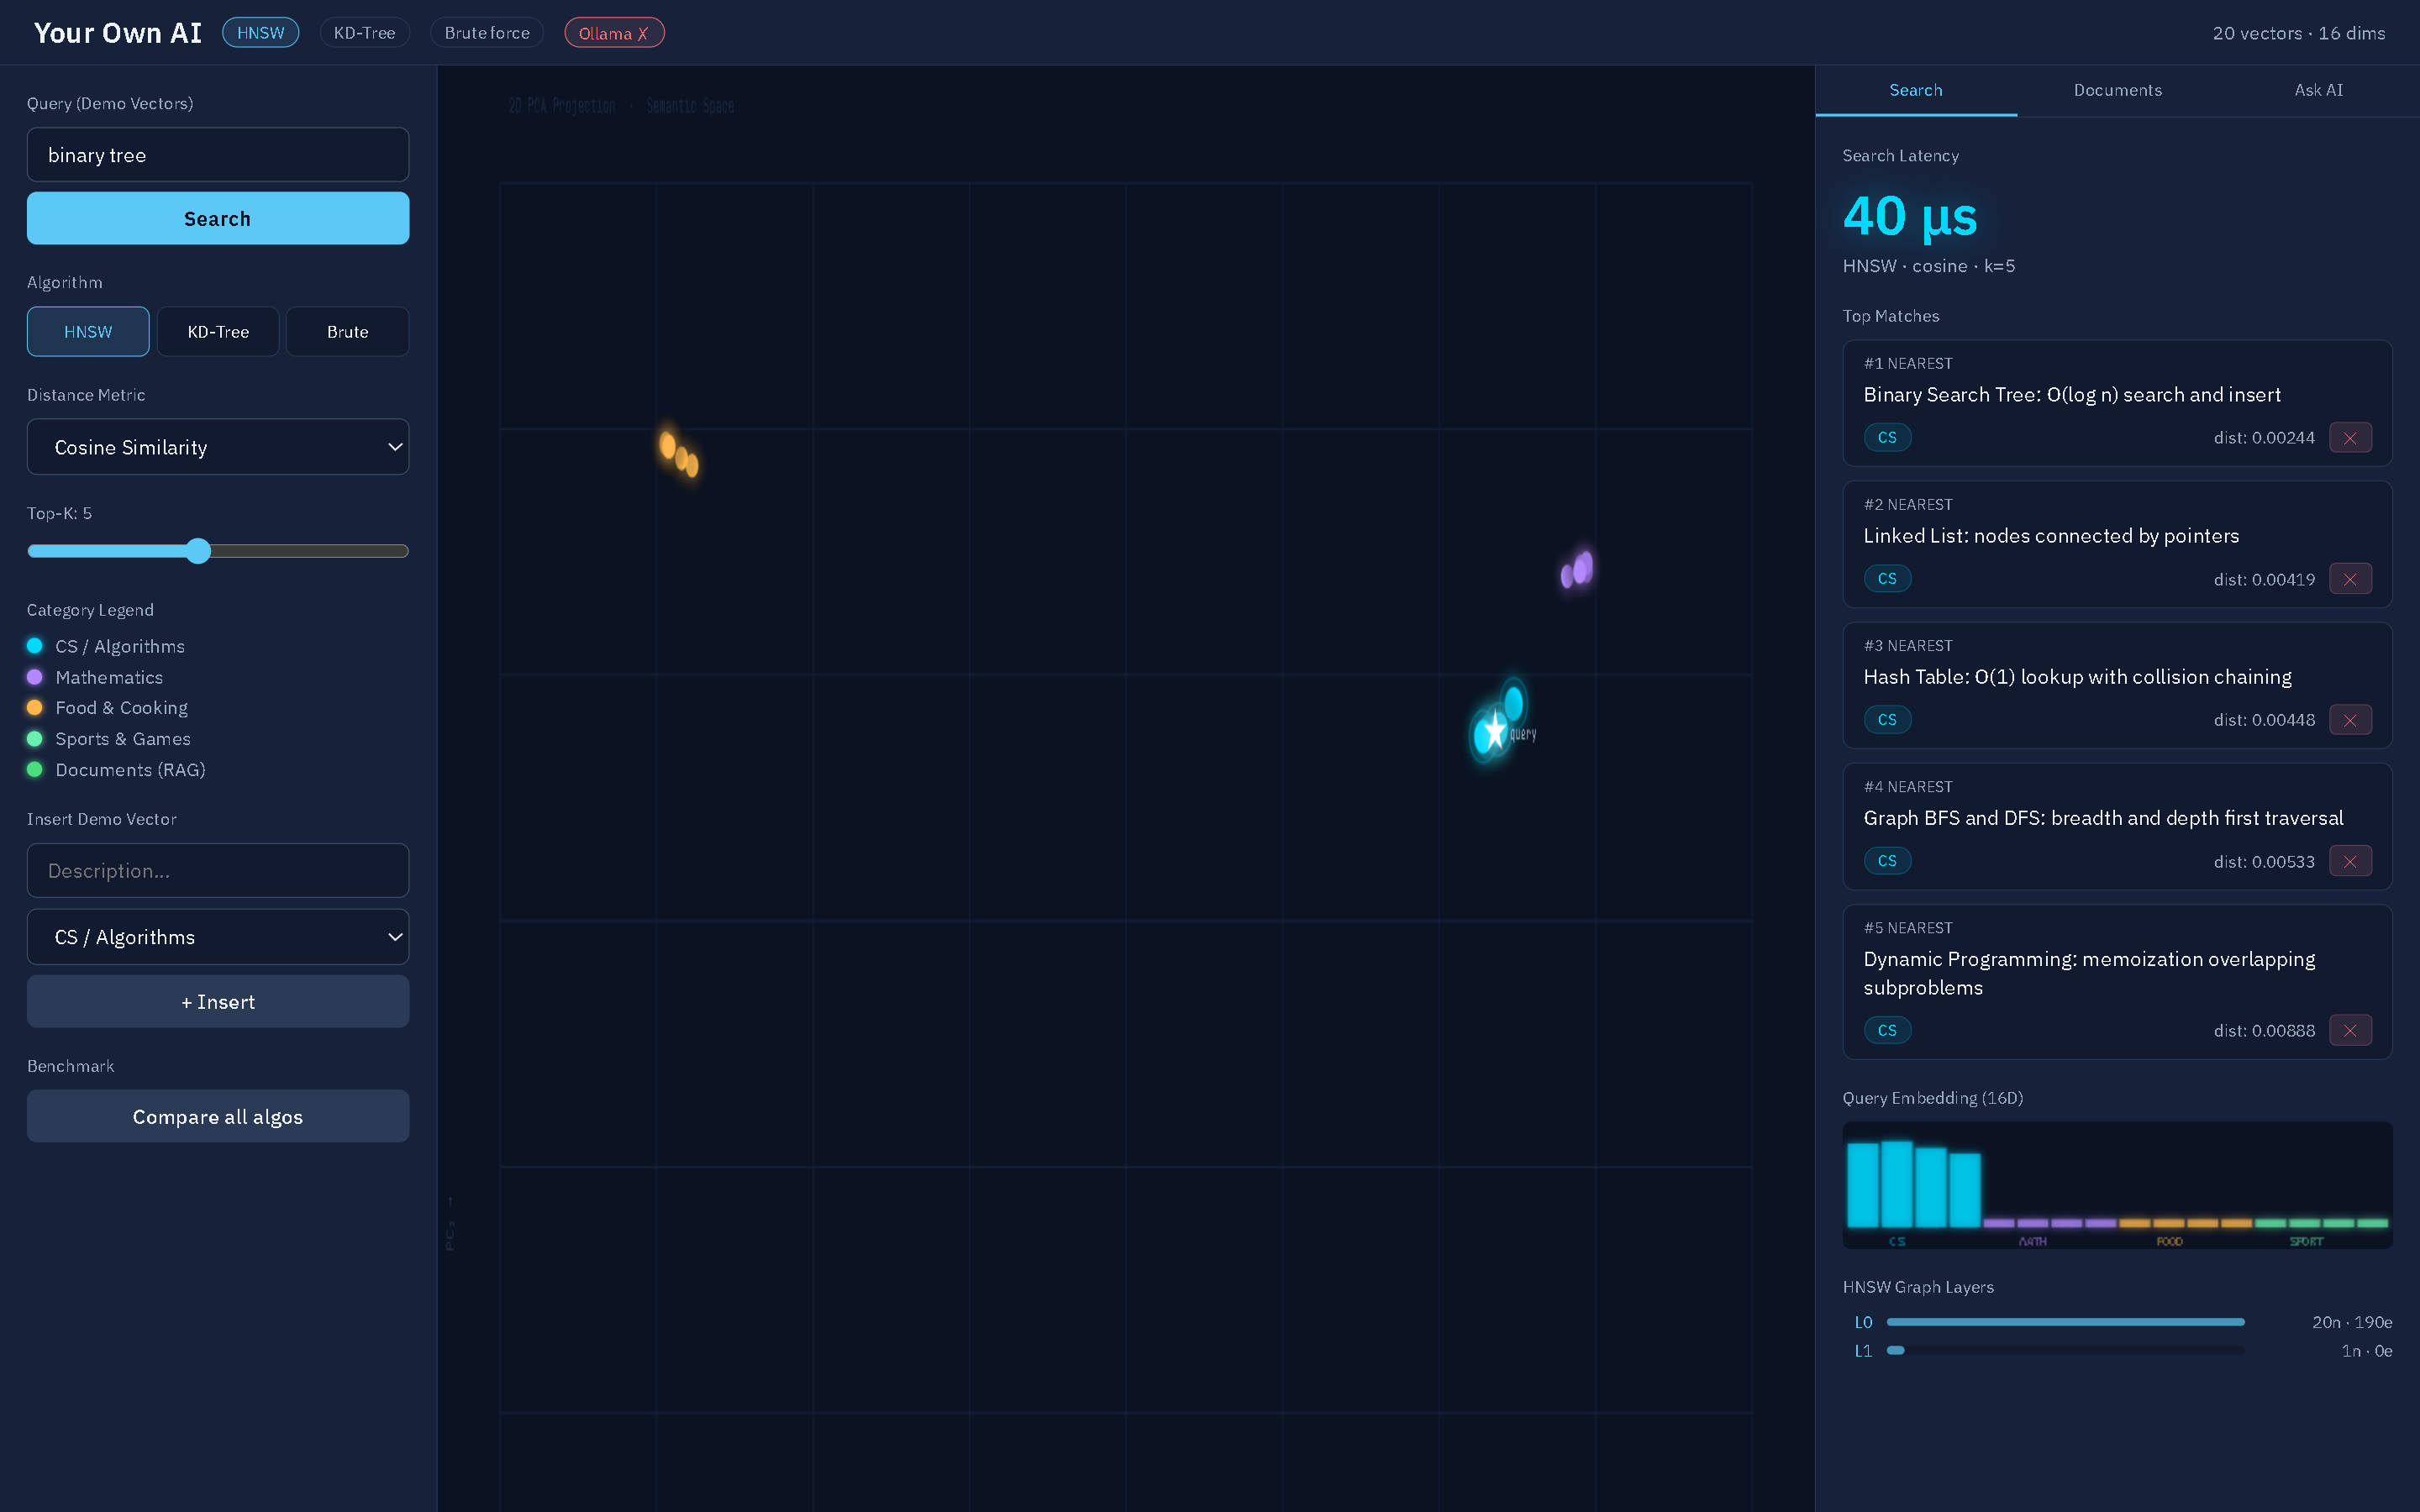 Your Own AI
HNSW
KD-Tree
Brute force
Ollama ✗
20 vectors · 16 dims
Query (Demo Vectors)
binary tree
Search
Algorithm
HNSW
KD-Tree
Brute
Distance Metric
Cosine Similarity
Top-K: 5
Category Legend
CS / Algorithms
Mathematics
Food & Cooking
Sports & Games
Documents (RAG)
Insert Demo Vector
Description...
CS / Algorithms
+ Insert
Benchmark
Compare all algos
2D PCA Projection · Semantic Space
query
PC₂ →
Search
Documents
Ask AI
Search Latency
40 μs
HNSW · cosine · k=5
Top Matches
#1 NEAREST
Binary Search Tree: O(log n) search and insert
CS
dist: 0.00244
#2 NEAREST
Linked List: nodes connected by pointers
CS
dist: 0.00419
#3 NEAREST
Hash Table: O(1) lookup with collision chaining
CS
dist: 0.00448
#4 NEAREST
Graph BFS and DFS: breadth and depth first traversal
CS
dist: 0.00533
#5 NEAREST
Dynamic Programming: memoization overlapping
subproblems
CS
dist: 0.00888
Query Embedding (16D)
CS
MATH
FOOD
SPORT
HNSW Graph Layers
L0
20n · 190e
L1
1n · 0e